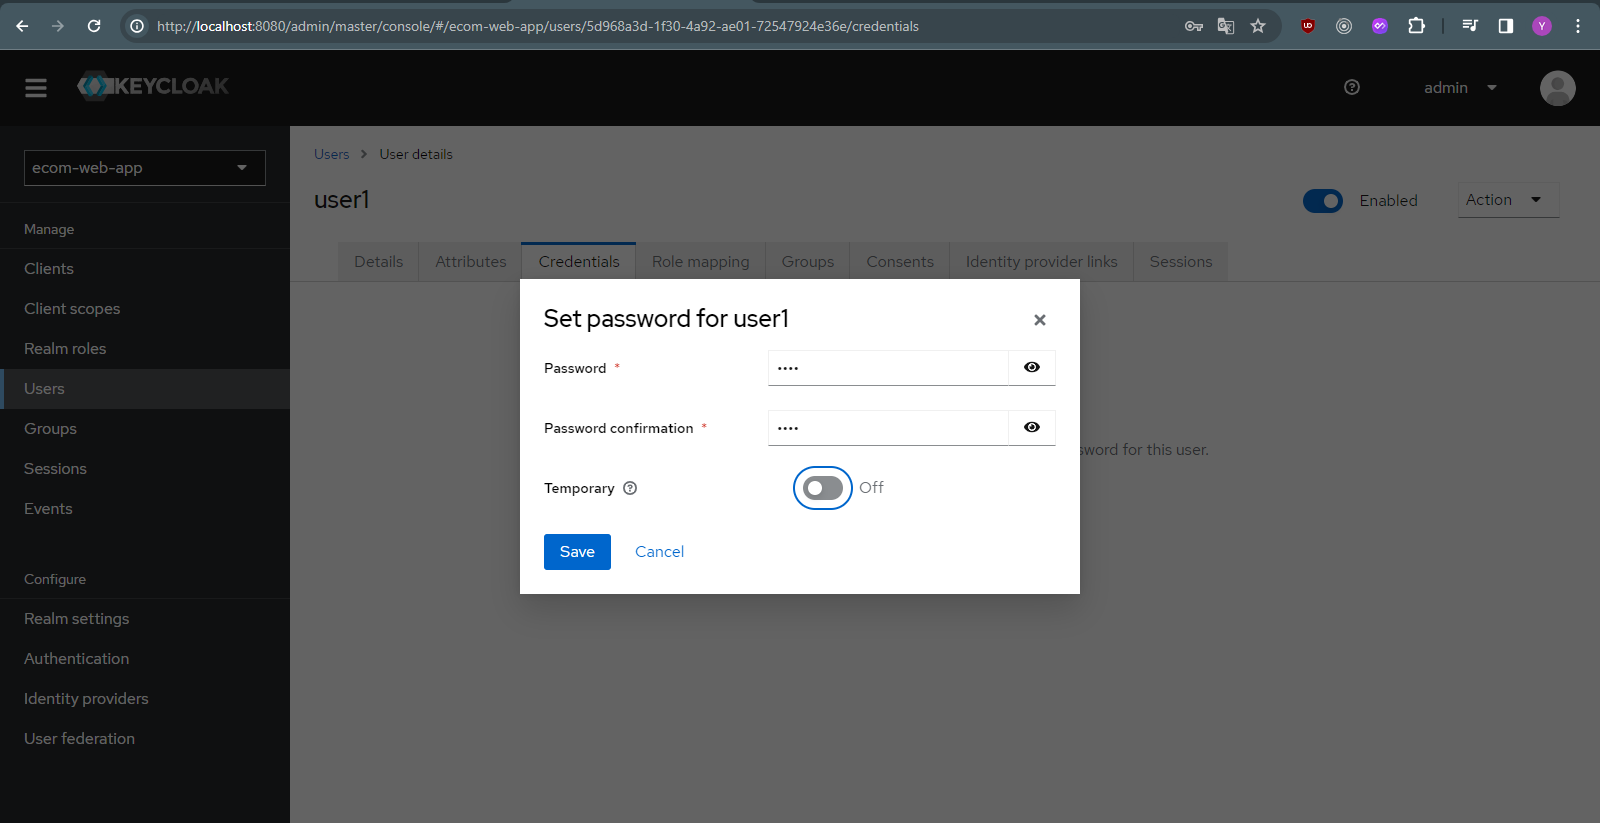 http://localhost:8080/admin/master/console/#/ecom-web-app/users/5d968a3d-1f30-4a92-ae01-72547924e36e/credentials
Y
KEYCLOAK
admin
ecom-web-app
Manage
Clients
Client scopes
Realm roles
Users
Groups
Sessions
Events
Configure
Realm settings
Authentication
Identity providers
User federation
Users > User details
user1
Enabled
Action
Details Attributes Credentials Role mapping Groups Consents Identity provider links Sessions
Set password for user1
Password *
••••
Password confirmation *
••••
Temporary
Off
Save
Cancel
for this user.